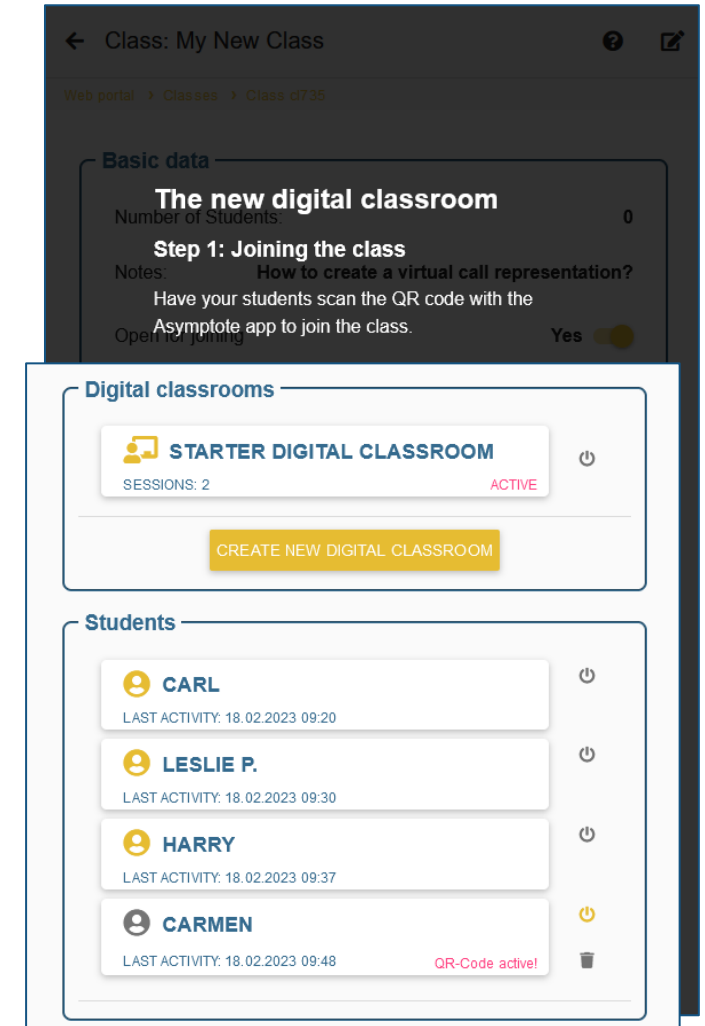 Class: My New Class
Web portal > Classes > Class cl735
Basic data
The new digital classroom
Number of Students: 0
Step 1: Joining the class
Notes: How to create a virtual call representation?
Have your students scan the QR code with the
Asymptote app to join the class.
Open for joining Yes
Digital classrooms
STARTER DIGITAL CLASSROOM
SESSIONS: 2 ACTIVE
CREATE NEW DIGITAL CLASSROOM
Students
CARL
LAST ACTIVITY: 18.02.2023 09:20
LESLIE P.
LAST ACTIVITY: 18.02.2023 09:30
HARRY
LAST ACTIVITY: 18.02.2023 09:37
CARMEN
LAST ACTIVITY: 18.02.2023 09:48 QR-Code active!